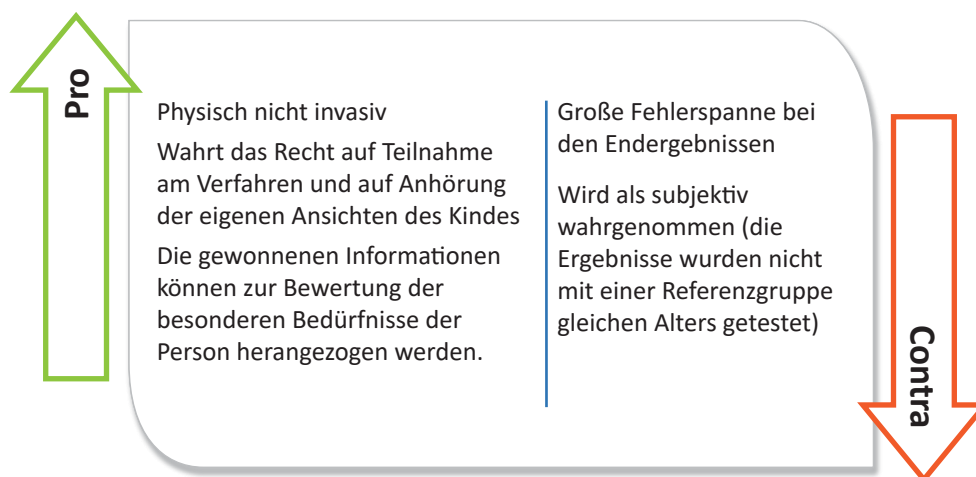 Pro
Physisch nicht invasiv
Wahrt das Recht auf Teilnahme
am Verfahren und auf Anhörung
der eigenen Ansichten des Kindes
Die gewonnenen Informationen
können zur Bewertung der
besonderen Bedürfnisse der
Person herangezogen werden.
Große Fehlerspanne bei
den Endergebnissen
Wird als subjektiv
wahrgenommen (die
Ergebnisse wurden nicht
mit einer Referenzgruppe
gleichen Alters getestet)
Contra